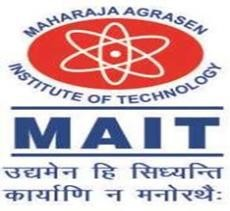 MAHARAJA AGRASEN
INSTITUTE OF TECHNOLOGY
MAIT
उद्यमेन हि सिध्यन्ति
कार्याणि न मनोरथैः